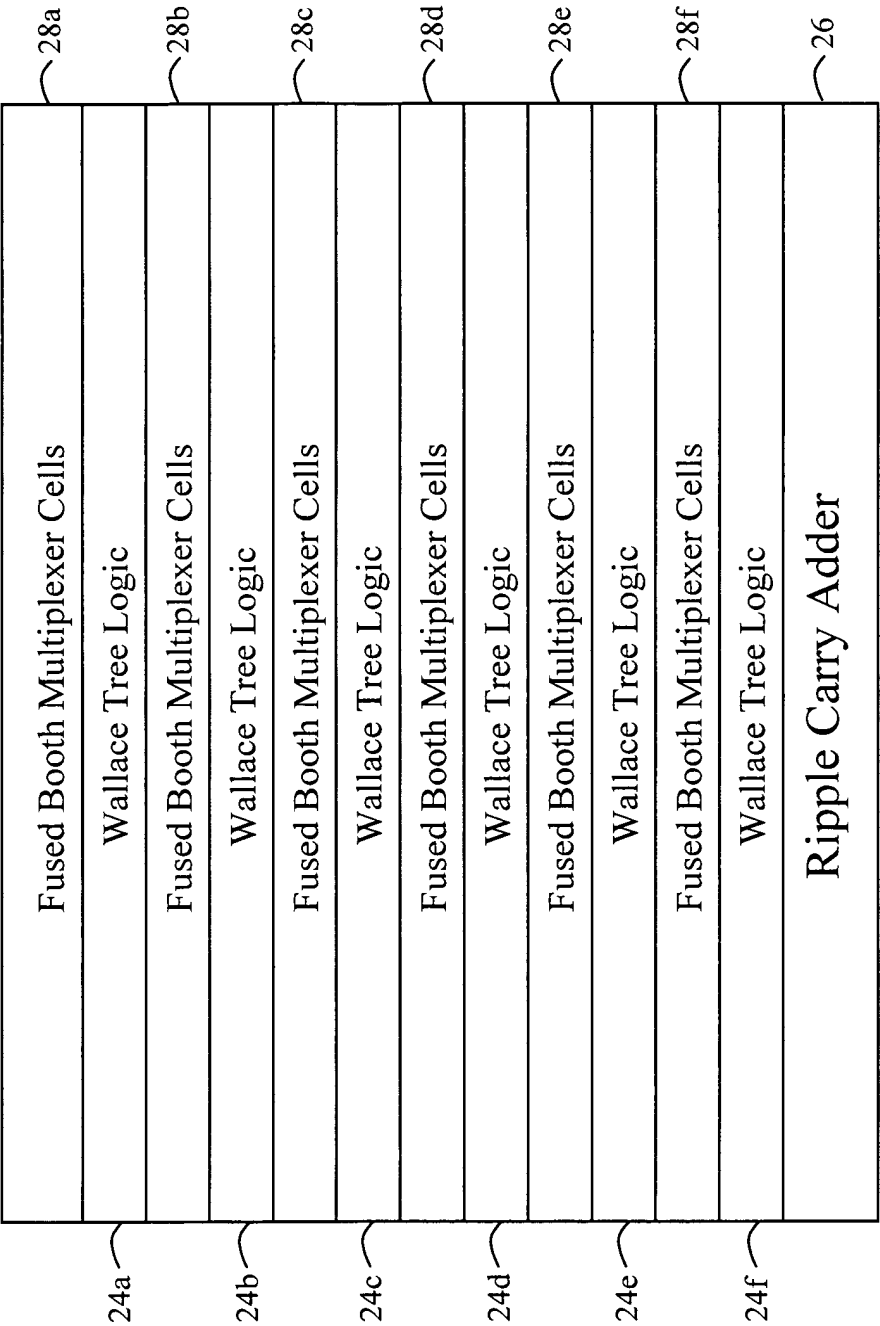 Fused Booth Multiplexer Cells 28a
24a Wallace Tree Logic
Fused Booth Multiplexer Cells 28b
24b Wallace Tree Logic
Fused Booth Multiplexer Cells 28c
24c Wallace Tree Logic
Fused Booth Multiplexer Cells 28d
24d Wallace Tree Logic
Fused Booth Multiplexer Cells 28e
24e Wallace Tree Logic
Fused Booth Multiplexer Cells 28f
24f Wallace Tree Logic
Ripple Carry Adder 26